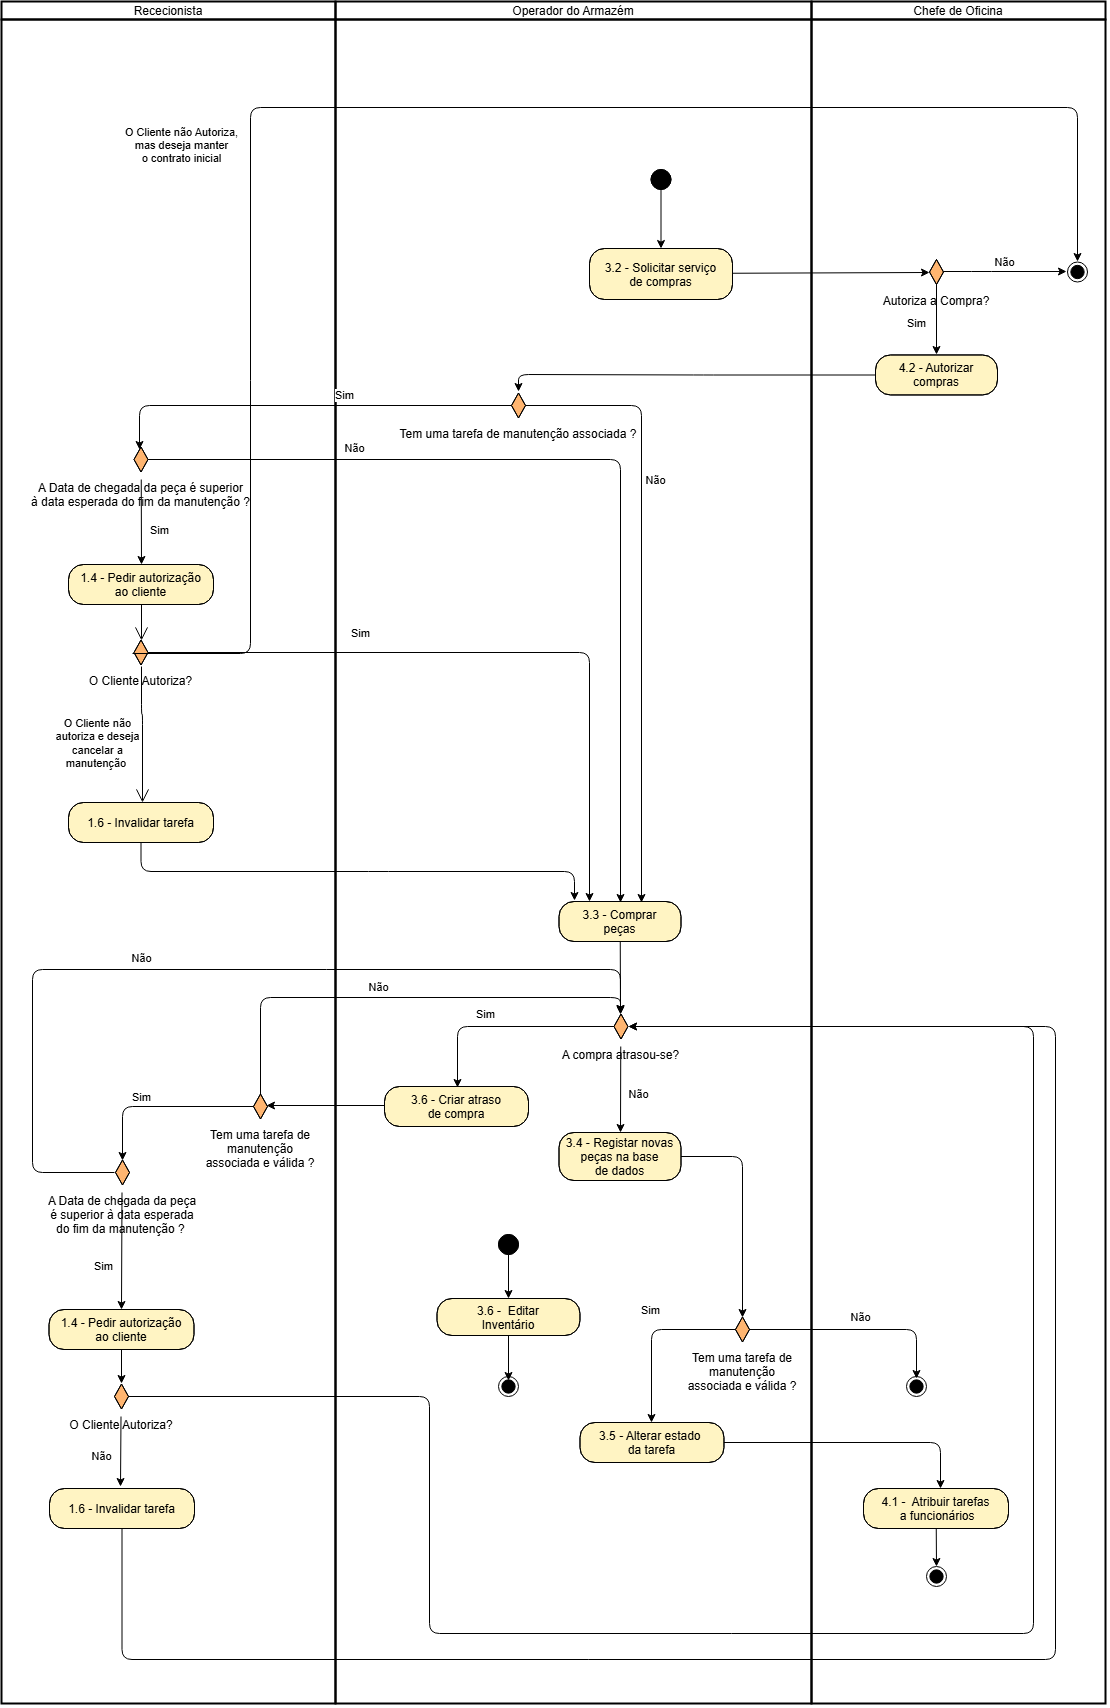 Rececionista
Operador do Armazém
Chefe de Oficina
O Cliente não Autoriza,
mas deseja manter
o contrato inicial
3.2 - Solicitar serviço
de compras
Não
Autoriza a Compra?
Sim
4.2 - Autorizar
compras
Sim
Tem uma tarefa de manutenção associada ?
Não
Não
A Data de chegada da peça é superior
à data esperada do fim da manutenção ?
Sim
1.4 - Pedir autorização
ao cliente
Sim
O Cliente Autoriza?
O Cliente não
autoriza e deseja
cancelar a
manutenção
1.6 - Invalidar tarefa
3.3 - Comprar
peças
Não
Não
Sim
A compra atrasou-se?
Não
3.6 - Criar atraso
de compra
Sim
Tem uma tarefa de
manutenção
associada e válida ?
3.4 - Registar novas
peças na base
de dados
A Data de chegada da peça
é superior à data esperada
do fim da manutenção ?
Sim
3.6 -  Editar
Inventário
Sim
Não
1.4 - Pedir autorização
ao cliente
Tem uma tarefa de
manutenção
associada e válida ?
O Cliente Autoriza?
Não
3.5 - Alterar estado
da tarefa
1.6 - Invalidar tarefa
4.1 -  Atribuir tarefas
a funcionários